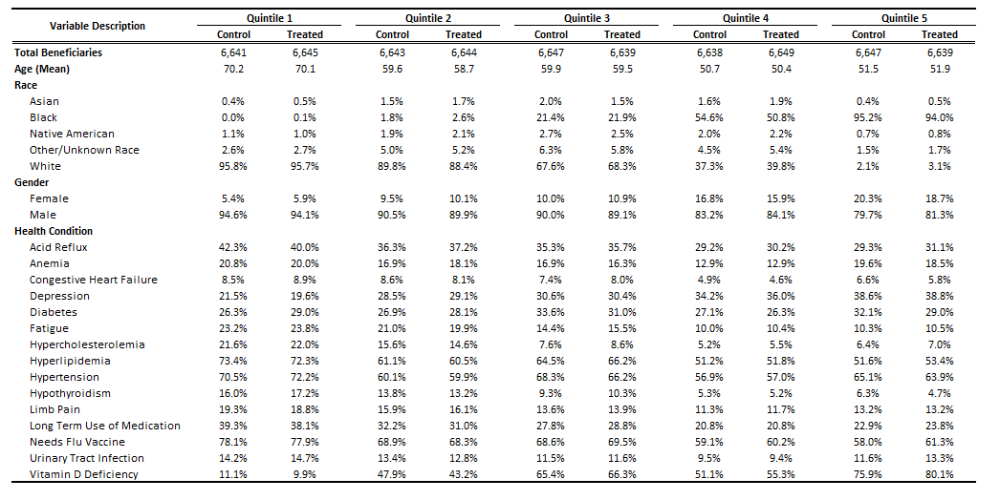 Variable Description Quintile 1 Quintile 2 Quintile 3 Quintile 4 Quintile 5
Control Treated Control Treated Control Treated Control Treated Control Treated
Total Beneficiaries 6,641 6,645 6,643 6,644 6,647 6,639 6,638 6,649 6,647 6,639
Age (Mean) 70.2 70.1 59.6 58.7 59.9 59.5 50.7 50.4 51.5 51.9
Race
Asian 0.4% 0.5% 1.5% 1.7% 2.0% 1.5% 1.6% 1.9% 0.4% 0.5%
Black 0.0% 0.1% 1.8% 2.6% 21.4% 21.9% 54.6% 50.8% 95.2% 94.0%
Native American 1.1% 1.0% 1.9% 2.1% 2.7% 2.5% 2.0% 2.2% 0.7% 0.8%
Other/Unknown Race 2.6% 2.7% 5.0% 5.2% 6.3% 5.8% 4.5% 5.4% 1.5% 1.7%
White 95.8% 95.7% 89.8% 88.4% 67.6% 68.3% 37.3% 39.8% 2.1% 3.1%
Gender
Female 5.4% 5.9% 9.5% 10.1% 10.0% 10.9% 16.8% 15.9% 20.3% 18.7%
Male 94.6% 94.1% 90.5% 89.9% 90.0% 89.1% 83.2% 84.1% 79.7% 81.3%
Health Condition
Acid Reflux 42.3% 40.0% 36.3% 37.2% 35.3% 35.7% 29.2% 30.2% 29.3% 31.1%
Anemia 20.8% 20.0% 16.9% 18.1% 16.9% 16.3% 12.9% 12.9% 19.6% 18.5%
Congestive Heart Failure 8.5% 8.9% 8.6% 8.1% 7.4% 8.0% 4.9% 4.6% 6.6% 5.8%
Depression 21.5% 19.6% 28.5% 29.1% 30.6% 30.4% 34.2% 36.0% 38.6% 38.8%
Diabetes 26.3% 29.0% 26.9% 28.1% 33.6% 31.0% 27.1% 26.3% 32.1% 29.0%
Fatigue 23.2% 23.8% 21.0% 19.9% 14.4% 15.5% 10.0% 10.4% 10.3% 10.5%
Hypercholesterolemia 21.6% 22.0% 15.6% 14.6% 7.6% 8.6% 5.2% 5.5% 6.4% 7.0%
Hyperlipidemia 73.4% 72.3% 61.1% 60.5% 64.5% 66.2% 51.2% 51.8% 51.6% 53.4%
Hypertension 70.5% 72.2% 60.1% 59.9% 68.3% 66.2% 56.9% 57.0% 65.1% 63.9%
Hypothyroidism 16.0% 17.2% 13.8% 13.2% 9.3% 10.3% 5.3% 5.2% 6.3% 4.7%
Limb Pain 19.3% 18.8% 15.9% 16.1% 13.6% 13.9% 11.3% 11.7% 13.2% 13.2%
Long Term Use of Medication 39.3% 38.1% 32.2% 31.0% 27.8% 28.8% 20.8% 20.8% 22.9% 23.8%
Needs Flu Vaccine 78.1% 77.9% 68.9% 68.3% 68.6% 69.5% 59.1% 60.2% 58.0% 61.3%
Urinary Tract Infection 14.2% 14.7% 13.4% 12.8% 11.5% 11.6% 9.5% 9.4% 11.6% 13.3%
Vitamin D Deficiency 11.1% 9.9% 47.9% 43.2% 65.4% 66.3% 51.1% 55.3% 75.9% 80.1%